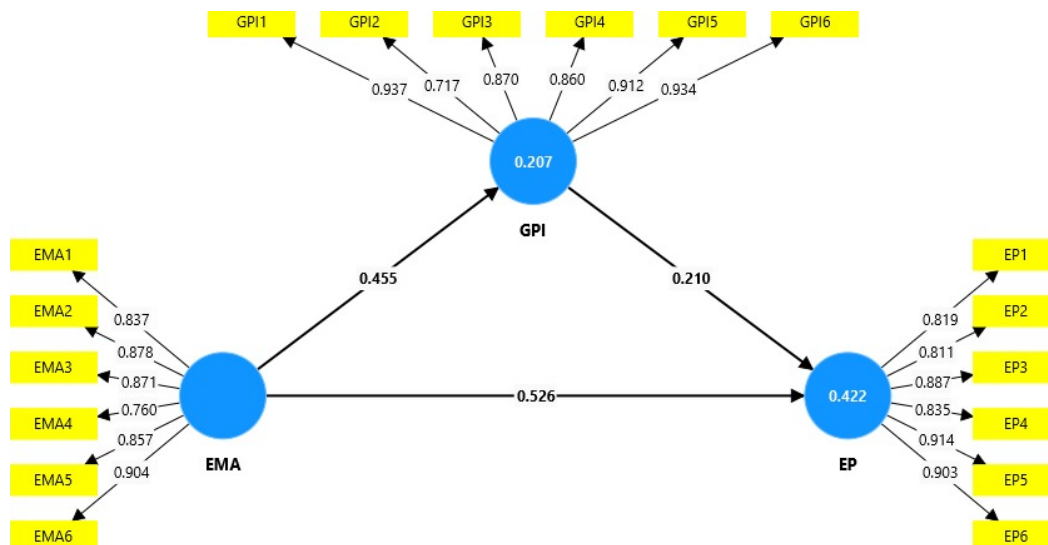 GPI1 GPI2 GPI3 GPI4 GPI5 GPI6
0.937 0.717 0.870 0.860 0.912 0.934
0.207
GPI
EMA1
EMA2
EMA3
EMA4
EMA5
EMA6
0.837
0.878
0.871
0.760
0.857
0.904
EMA
0.455
0.210
0.526
0.422
EP
0.819
0.811
0.887
0.835
0.914
0.903
EP1
EP2
EP3
EP4
EP5
EP6